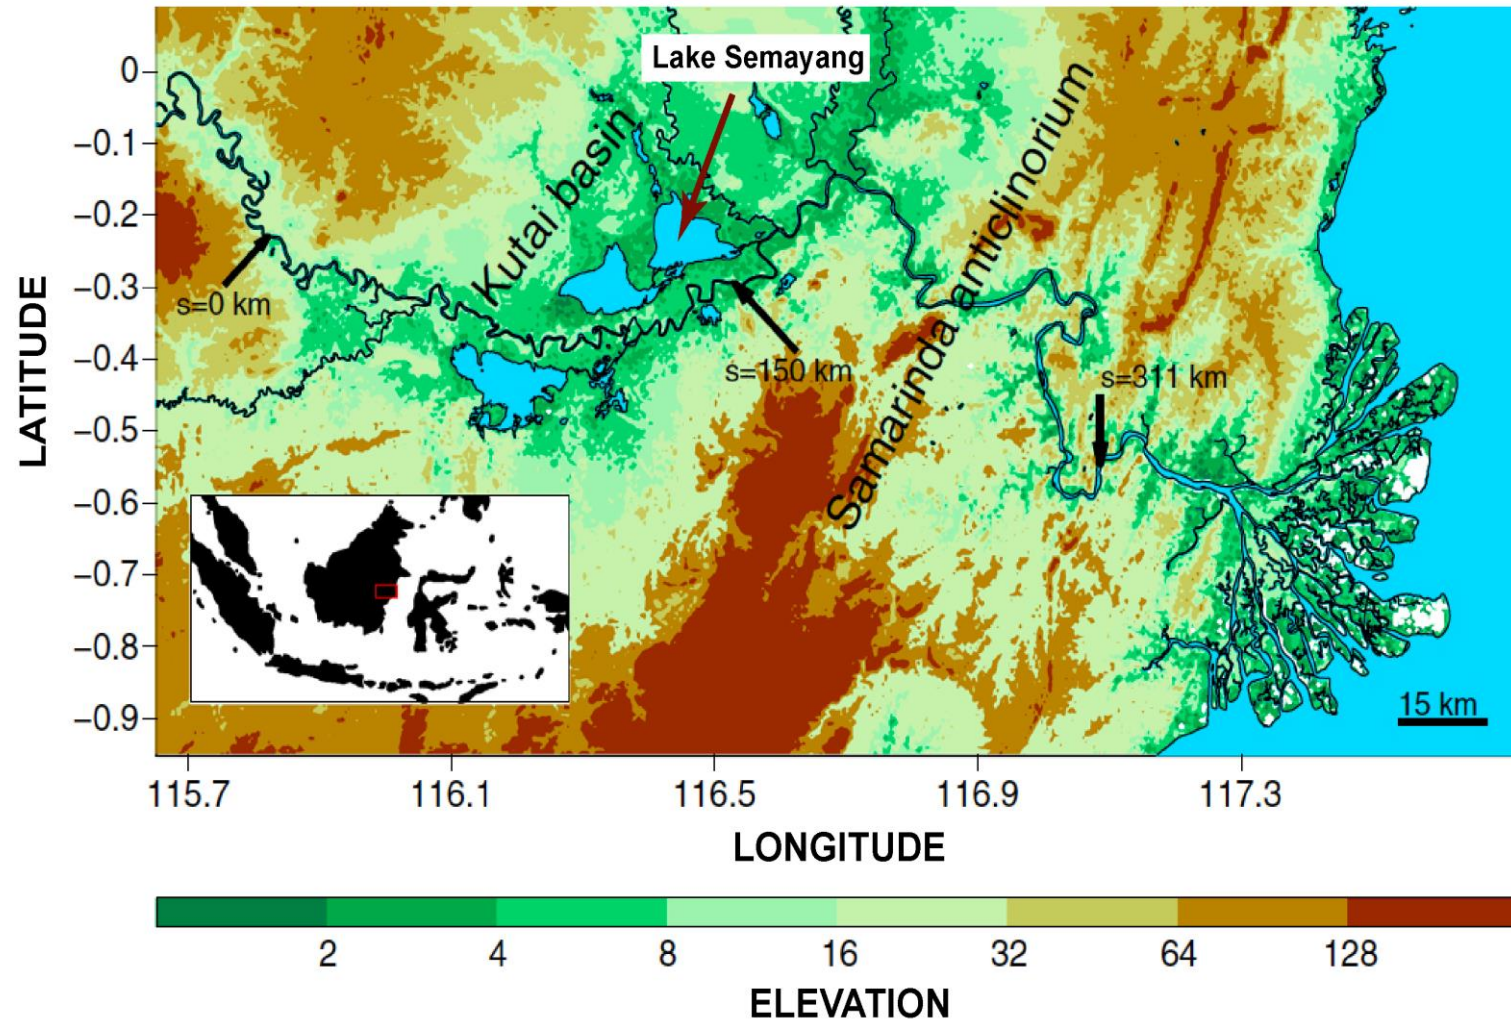 Lake Semayang
0
−0.1
−0.2
−0.3
−0.4
−0.5
−0.6
−0.7
−0.8
−0.9
LATITUDE
Kutai basin
Samarinda anticlinorium
s=0 km
s=150 km
s=311 km
15 km
115.7 116.1 116.5 116.9 117.3
LONGITUDE
2 4 8 16 32 64 128
ELEVATION